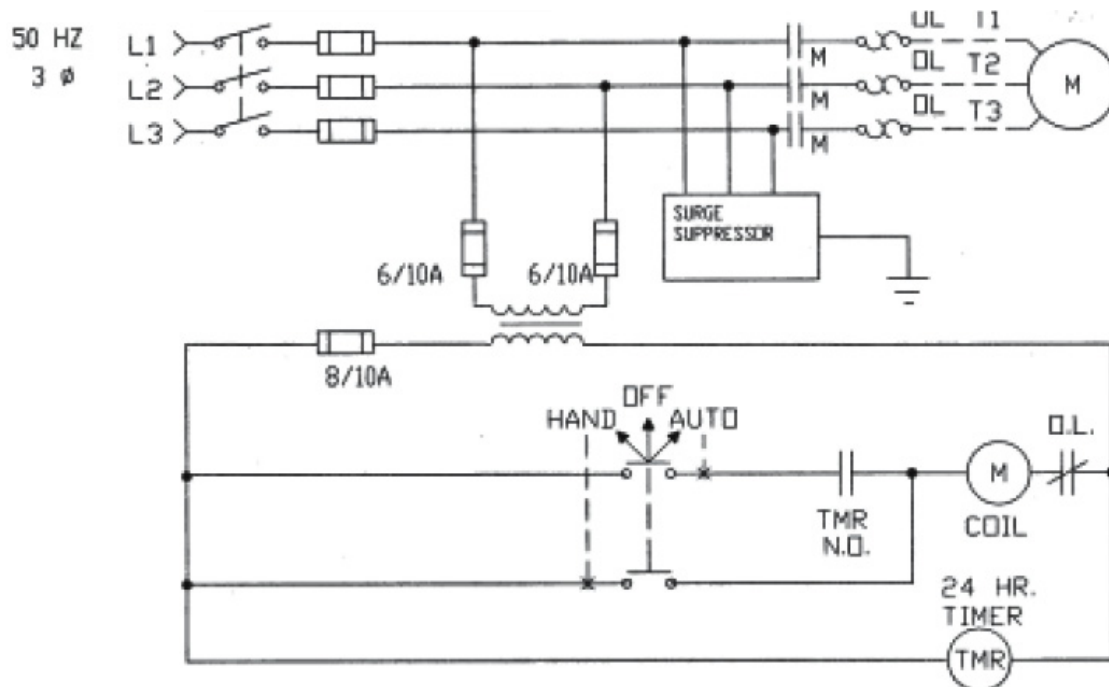 50 HZ
3 ø
L1
L2
L3
M
M
M
OL T1
OL T2
OL T3
M
SURGE
SUPPRESSOR
6/10A
6/10A
8/10A
OFF
HAND
AUTO
O.L.
TMR
N.O.
M
COIL
24 HR.
TIMER
TMR